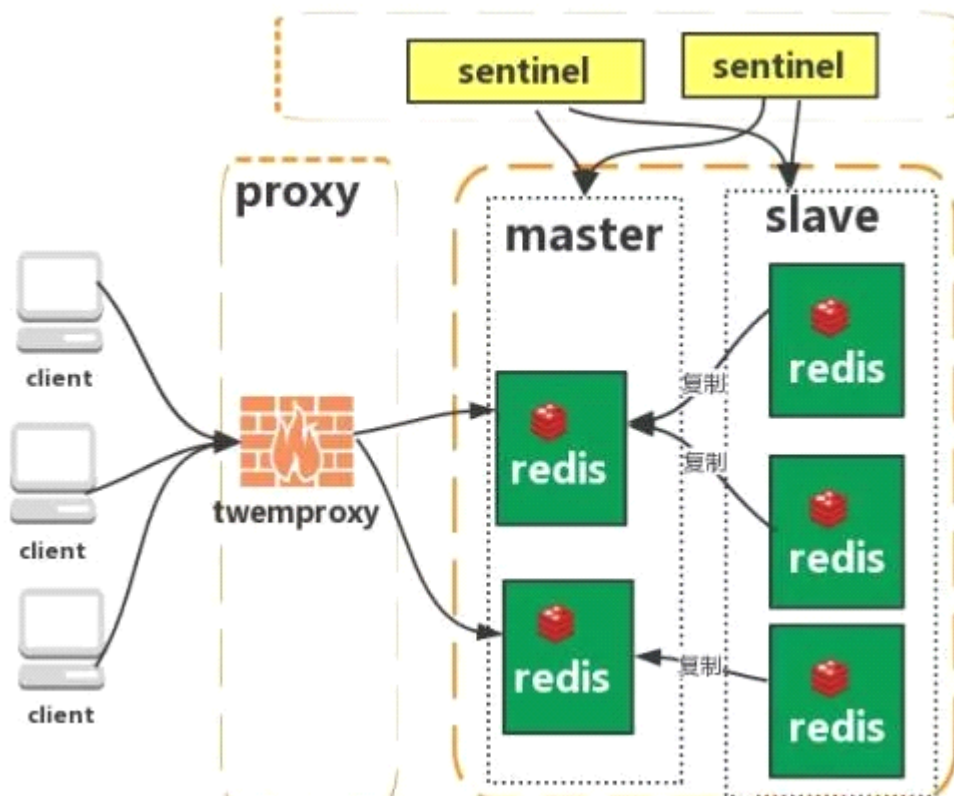 sentinel
sentinel
proxy
master
slave
client
client
client
twemproxy
redis
redis
复制
复制
复制
redis
redis
redis